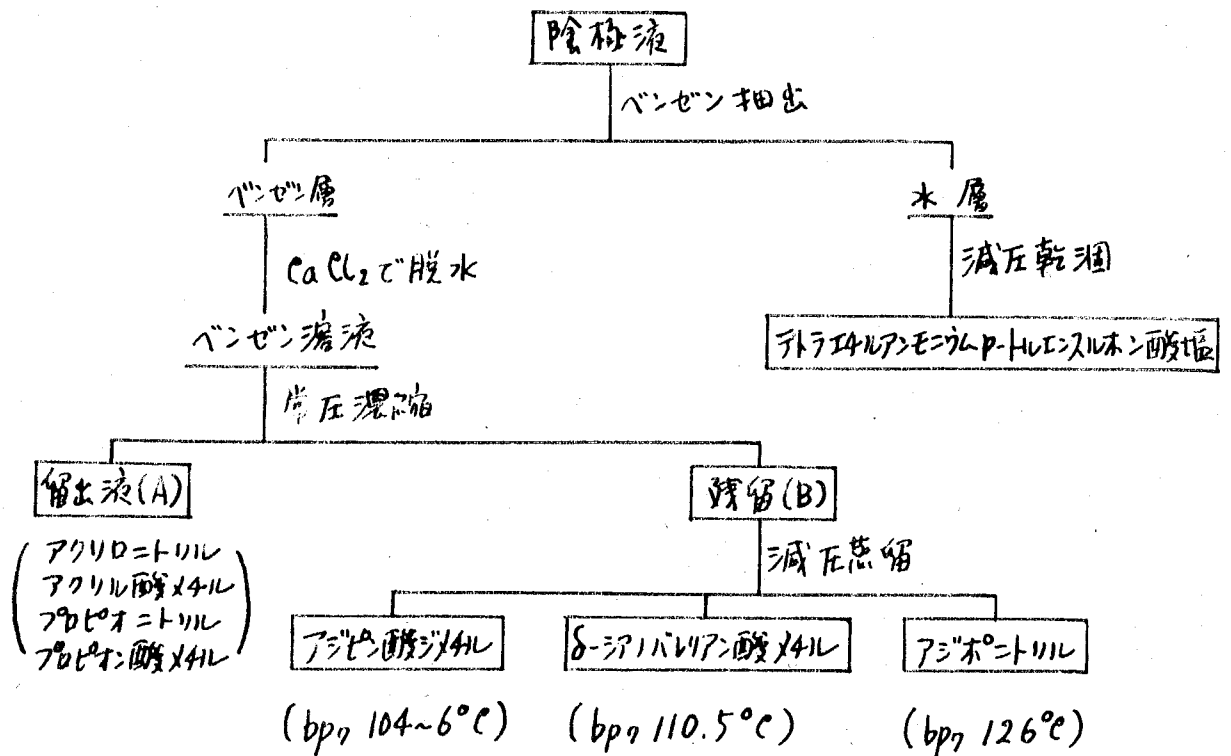 陰極液
ベンゼン抽出
ベンゼン層
水層
CaCl₂で脱水
減圧乾涸
ベンゼン溶液
テトラエチルアンモニウムp-トルエンスルホン酸塩
常圧濃縮
留出液(A)
残留(B)
アクリロニトリル
アクリル酸メチル
プロピオニトリル
プロピオン酸メチル
減圧蒸留
アジピン酸ジメチル
δ-シアノバレリアン酸メチル
アジポニトリル
(bp₇ 104~6°C)
(bp₇ 110.5°C)
(bp₇ 126°C)